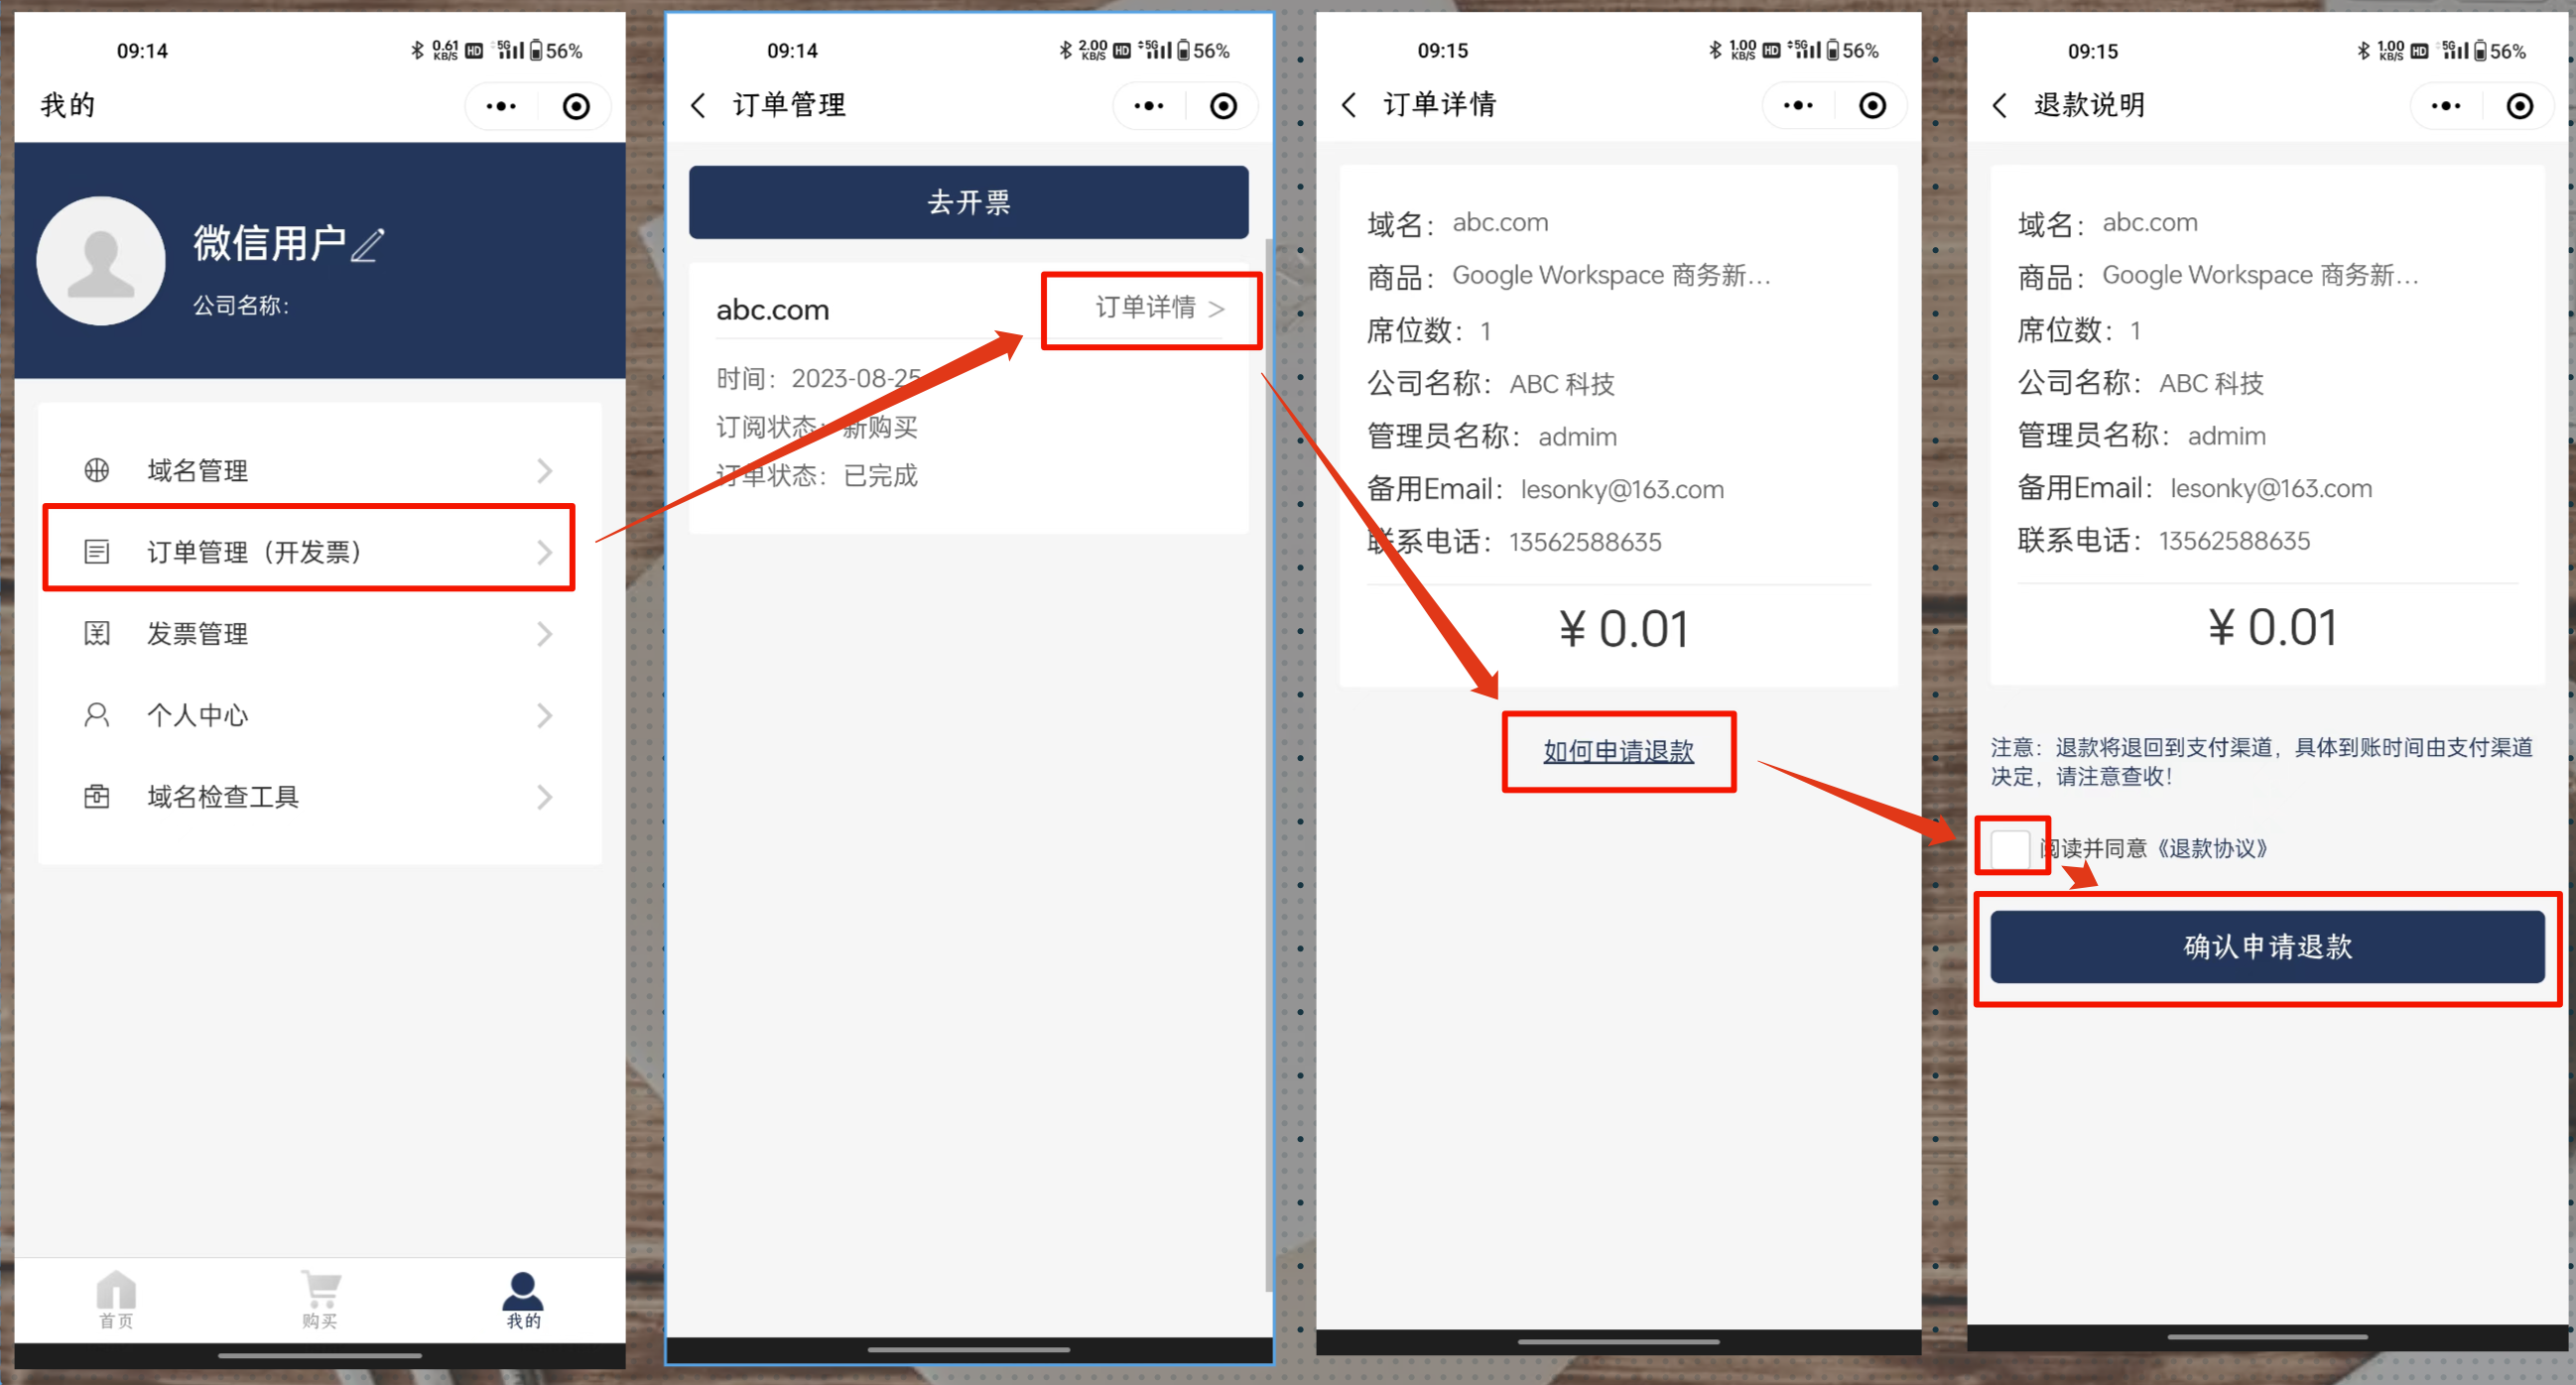 09:14
0.61 KB/S HD 5G 56%
我的
微信用户
公司名称:
域名管理
订单管理（开发票）
发票管理
个人中心
域名检查工具
首页
购买
我的
09:14
2.00 KB/S HD 5G 56%
订单管理
去开票
abc.com
订单详情 >
时间：2023-08-25
订阅状态：新购买
订单状态：已完成
09:15
1.00 KB/S HD 5G 56%
订单详情
域名：abc.com
商品：Google Workspace 商务新...
席位数：1
公司名称：ABC 科技
管理员名称：admim
备用Email：lesonky@163.com
联系电话：13562588635
¥ 0.01
如何申请退款
09:15
1.00 KB/S HD 5G 56%
退款说明
域名：abc.com
商品：Google Workspace 商务新...
席位数：1
公司名称：ABC 科技
管理员名称：admim
备用Email：lesonky@163.com
联系电话：13562588635
¥ 0.01
注意：退款将退回到支付渠道，具体到账时间由支付渠道
决定，请注意查收！
阅读并同意《退款协议》
确认申请退款